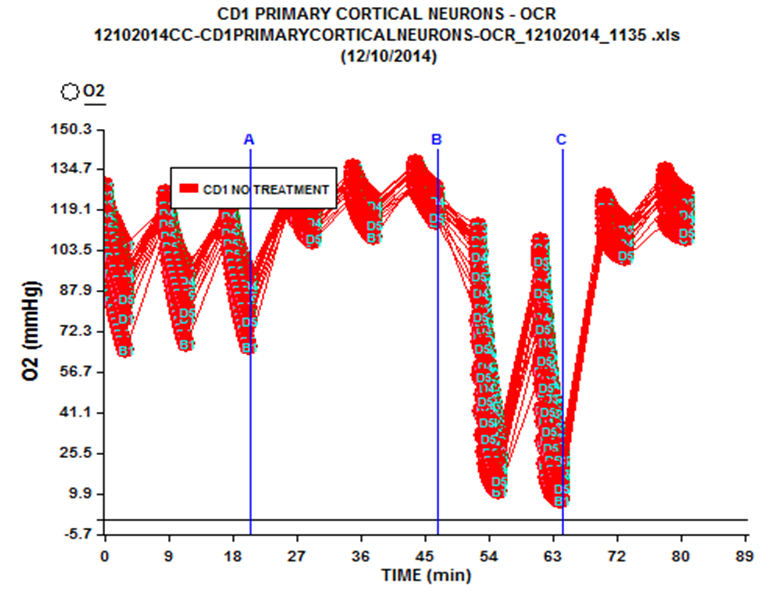 CD1 PRIMARY CORTICAL NEURONS - OCR
12102014CC-CD1PRIMARYCORTICALNEURONS-OCR_12102014_1135 .xls
(12/10/2014)
O2
150.3
134.7
119.1
103.5
87.9
72.3
56.7
41.1
25.5
9.9
-5.7
O2 (mmHg)
A
B
C
CD1 NO TREATMENT
0
9
18
27
36
45
54
63
72
80
89
TIME (min)